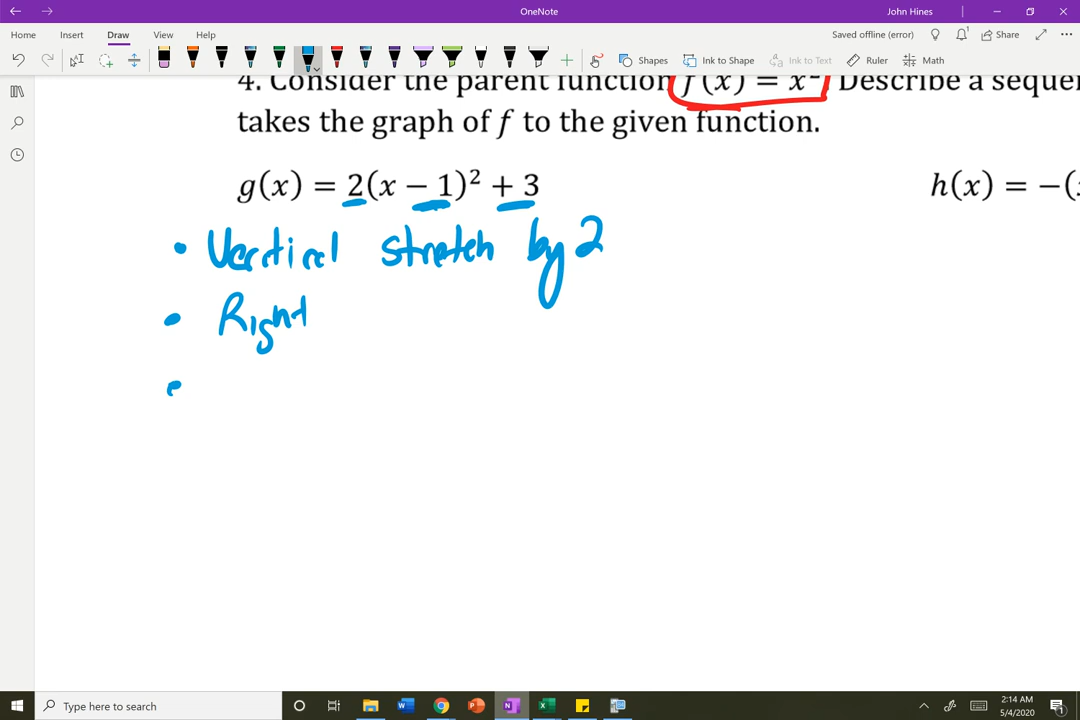 OneNote
John Hines
Home Insert Draw View Help
Saved offline (error)
Share
Shapes
Ink to Shape
Ink to Text
Ruler
Math
4. Consider the parent function f(x) = x² Describe a sequen
takes the graph of f to the given function.
g(x) = 2(x − 1)² + 3
h(x) = −(
• Vertical stretch by 2
• Right
•
Type here to search
2:14 AM
5/4/2020
1